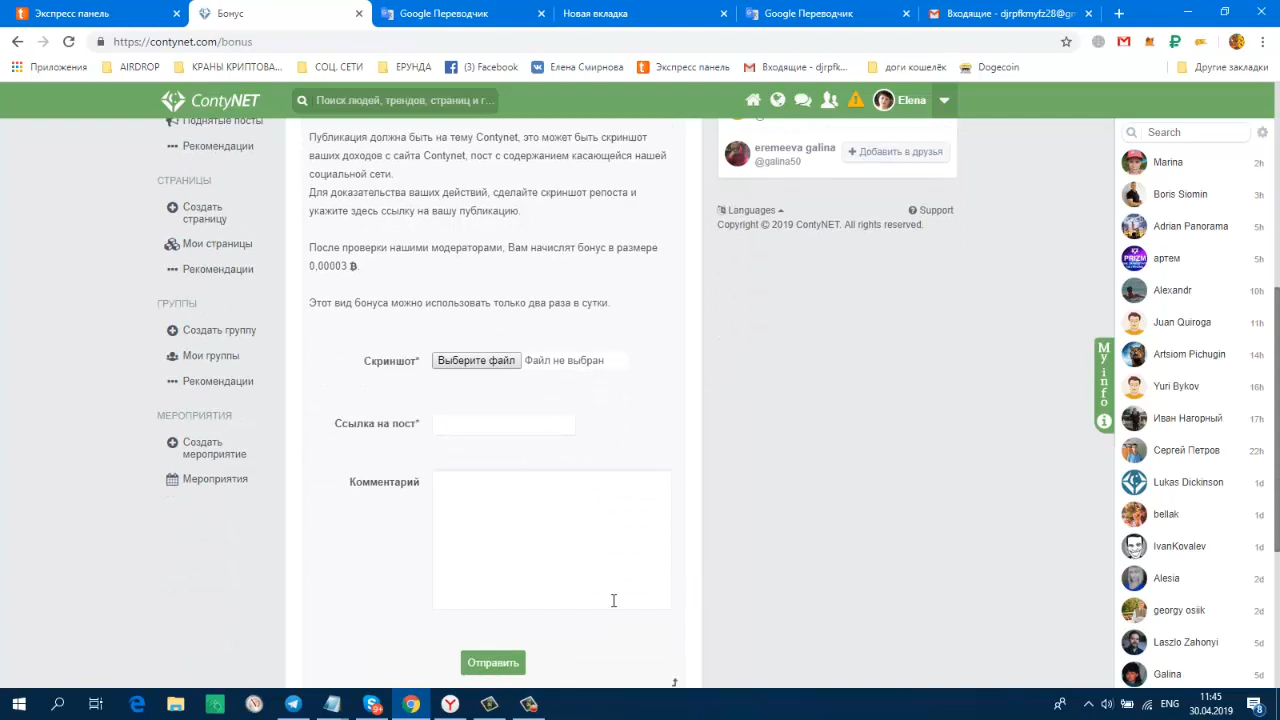 Экспресс панель
Бонус
Google Переводчик
Новая вкладка
Google Переводчик
Входящие - djrpfkmyfz28@gm
https://contynet.com/bonus
Приложения
AIRDROP
КРАНЫ КРИПТОВА...
СОЦ. СЕТИ
ЕРУНДА
(3) Facebook
Елена Смирнова
Экспресс панель
Входящие - djrpfk...
доги кошелёк
Dogecoin
Другие закладки
ContyNET
Поиск людей, трендов, страниц и г...
Elena
Поднятые посты
Рекомендации
СТРАНИЦЫ
Создать
страницу
Мои страницы
Рекомендации
ГРУППЫ
Создать группу
Мои группы
Рекомендации
МЕРОПРИЯТИЯ
Создать
мероприятие
Мероприятия
Публикация должна быть на тему Contynet, это может быть скриншот
ваших доходов с сайта Contynet, пост с содержанием касающейся нашей
социальной сети.
Для доказательства ваших действий, сделайте скриншот репоста и
укажите здесь ссылку на вашу публикацию.
После проверки нашими модераторами, Вам начислят бонус в размере
0,00003 ₿.
Этот вид бонуса можно использовать только два раза в сутки.
Скриншот*
Выберите файл Файл не выбран
Ссылка на пост*
Комментарий
Отправить
eremeeva galina
@galina50
Добавить в друзья
Languages
Support
Copyright © 2019 ContyNET. All rights reserved.
My info
Search
Marina 2h
Boris Siomin 3h
Adrian Panorama 5h
артем 5h
Alexandr 10h
Juan Quiroga 11h
Artsiom Pichugin 14h
Yuri Bykov 16h
Иван Нагорный 17h
Сергей Петров 22h
Lukas Dickinson 1d
bellak 1d
IvanKovalev 1d
Alesia 2d
georgy osiik 2d
Laszlo Zahonyi 5d
Galina 5d
11:45
30.04.2019